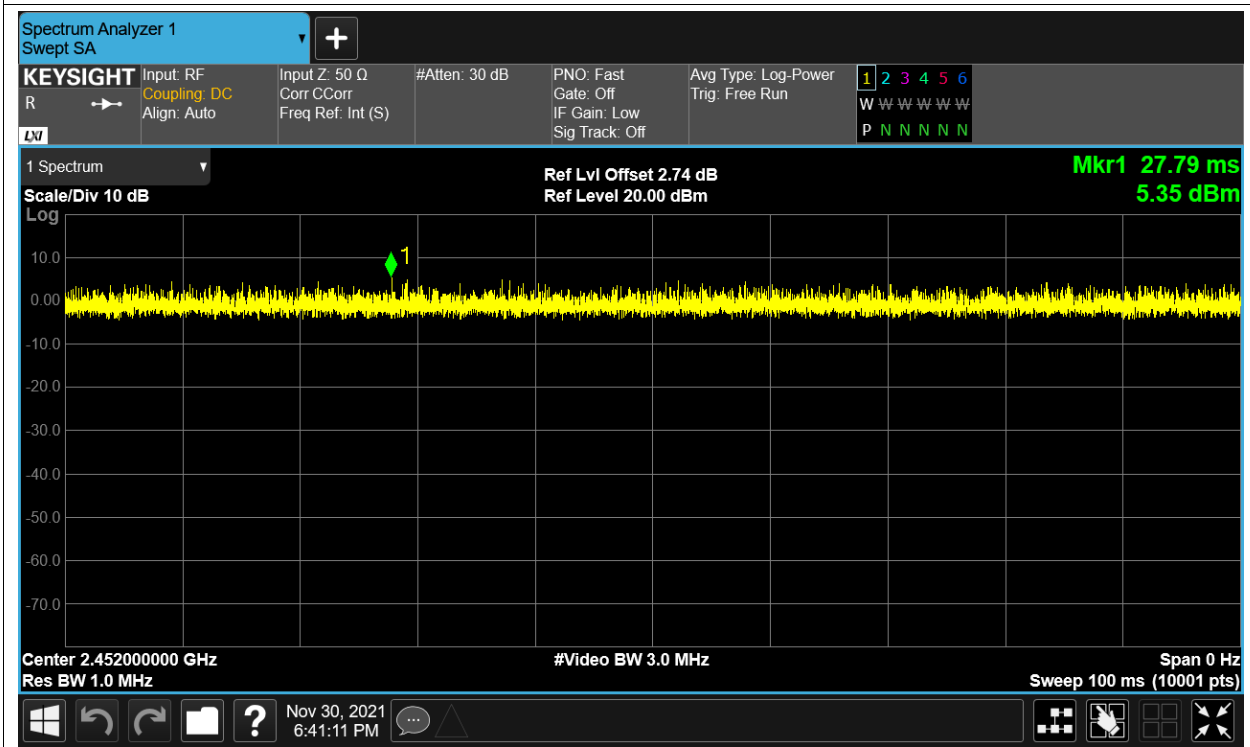 Spectrum Analyzer 1
Swept SA
KEYSIGHT
R
LXI
Input: RF
Coupling: DC
Align: Auto
Input Z: 50 Ω
Corr CCorr
Freq Ref: Int (S)
#Atten: 30 dB
PNO: Fast
Gate: Off
IF Gain: Low
Sig Track: Off
Avg Type: Log-Power
Trig: Free Run
1 2 3 4 5 6
W W W W W W
P N N N N N
1 Spectrum
Scale/Div 10 dB
Log
Ref Lvl Offset 2.74 dB
Ref Level 20.00 dBm
Mkr1 27.79 ms
5.35 dBm
1
10.0
0.00
-10.0
-20.0
-30.0
-40.0
-50.0
-60.0
-70.0
Center 2.452000000 GHz
Res BW 1.0 MHz
#Video BW 3.0 MHz
Span 0 Hz
Sweep 100 ms (10001 pts)
?
Nov 30, 2021
6:41:11 PM